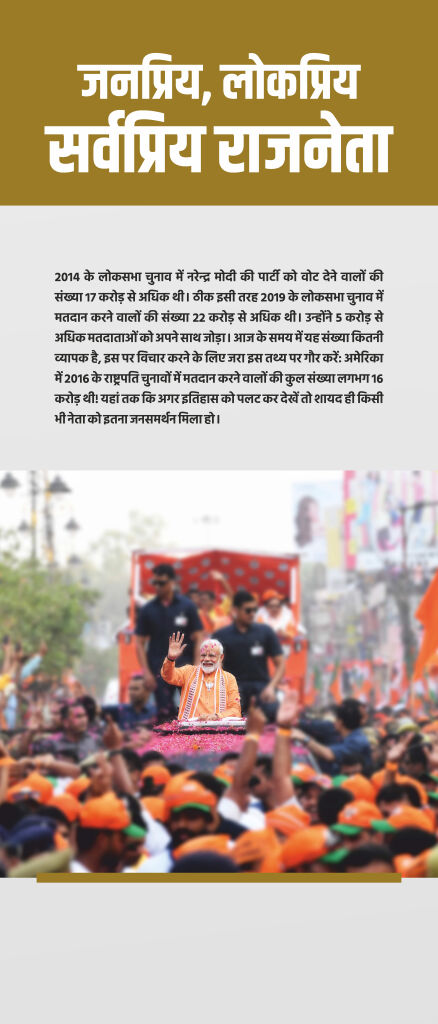 जनप्रिय, लोकप्रिय
सर्वप्रिय राजनेता
2014 के लोकसभा चुनाव में नरेन्द्र मोदी की पार्टी को वोट देने वालों की
संख्या 17 करोड़ से अधिक थी। ठीक इसी तरह 2019 के लोकसभा चुनाव में
मतदान करने वालों की संख्या 22 करोड़ से अधिक थी। उन्होंने 5 करोड़ से
अधिक मतदाताओं को अपने साथ जोड़ा। आज के समय में यह संख्या कितनी
व्यापक है, इस पर विचार करने के लिए जरा इस तथ्य पर गौर करें: अमेरिका
में 2016 के राष्ट्रपति चुनावों में मतदान करने वालों की कुल संख्या लगभग 16
करोड़ थी! यहां तक कि अगर इतिहास को पलट कर देखें तो शायद ही किसी
भी नेता को इतना जनसमर्थन मिला हो।